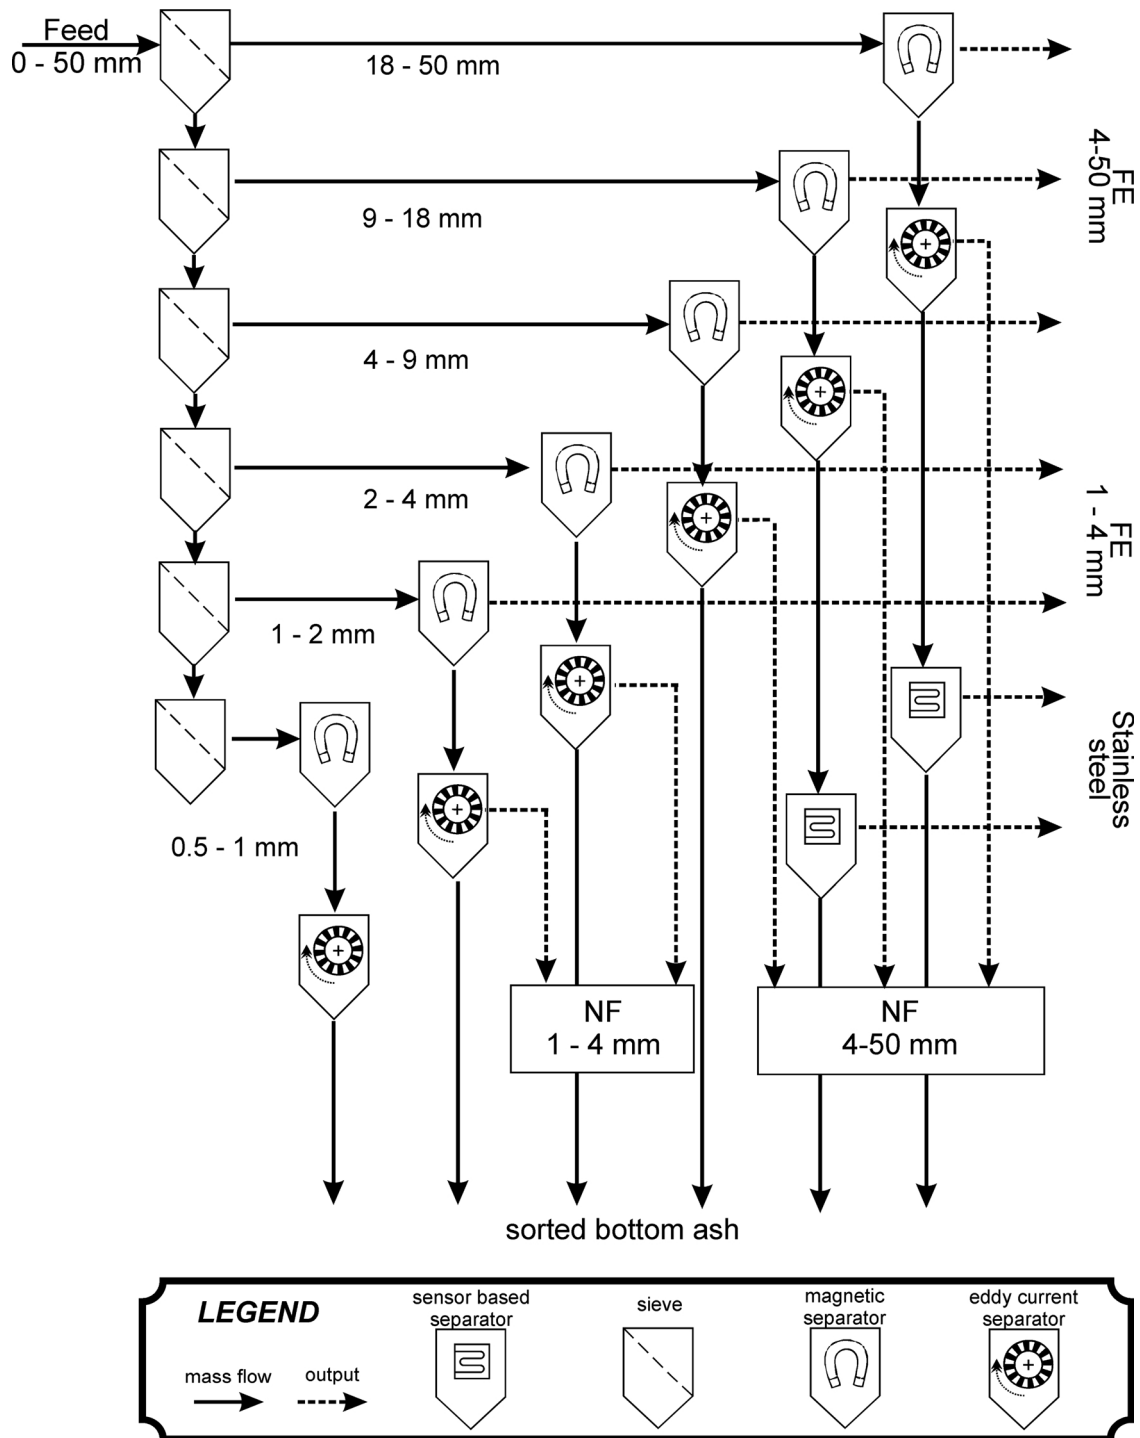 Feed
0 - 50 mm
18 - 50 mm
9 - 18 mm
FE
4-50 mm
4 - 9 mm
2 - 4 mm
FE
1 - 4 mm
1 - 2 mm
Stainless
steel
0.5 - 1 mm
NF
1 - 4 mm
NF
4-50 mm
sorted bottom ash
LEGEND
mass flow
output
sensor based
separator
sieve
magnetic
separator
eddy current
separator